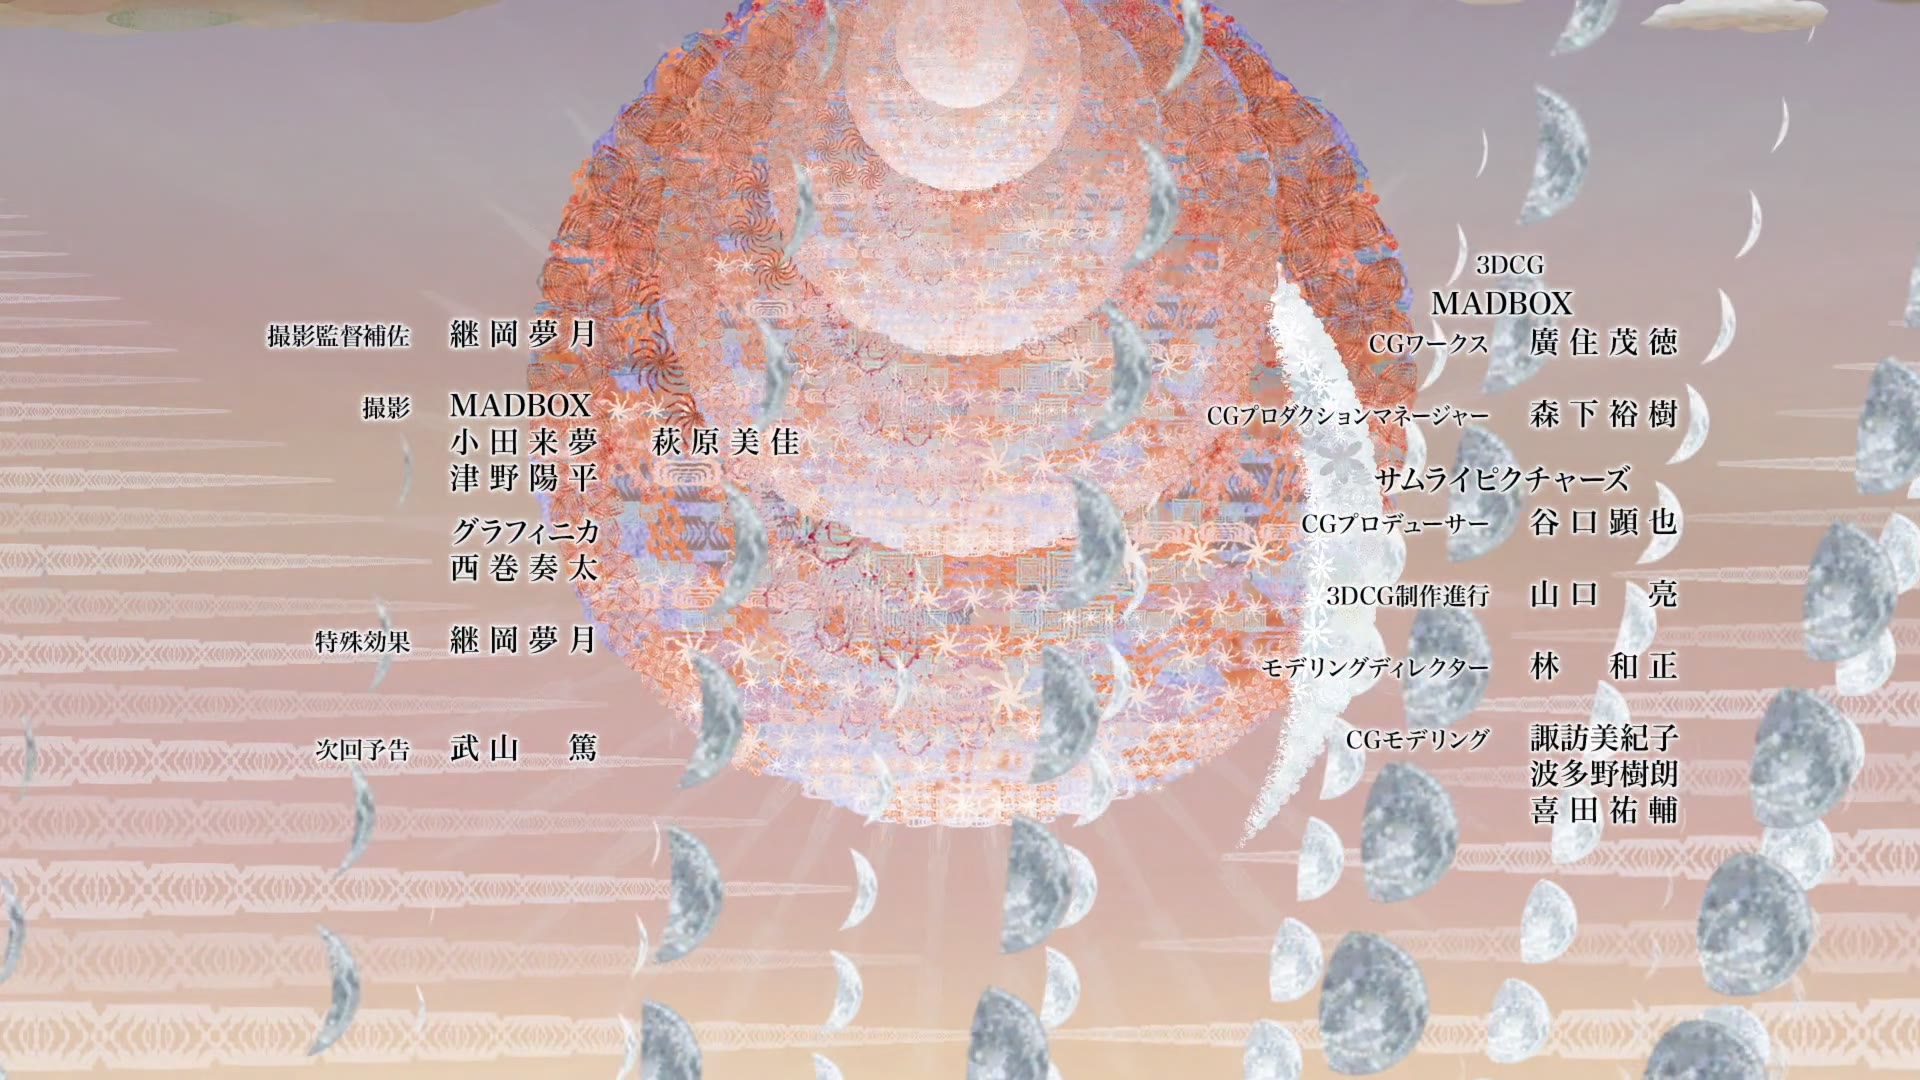 撮影監督補佐 継岡夢月
撮影 MADBOX
小田来夢 萩原美佳
津野陽平
グラフィニカ
西巻奏太
特殊効果 継岡夢月
次回予告 武山 篤
3DCG
MADBOX
CGワークス 廣住茂徳
CGプロダクションマネージャー 森下裕樹
サムライピクチャーズ
CGプロデューサー 谷口顕也
3DCG制作進行 山口 亮
モデリングディレクター 林 和正
CGモデリング 諏訪美紀子
波多野樹朗
喜田祐輔